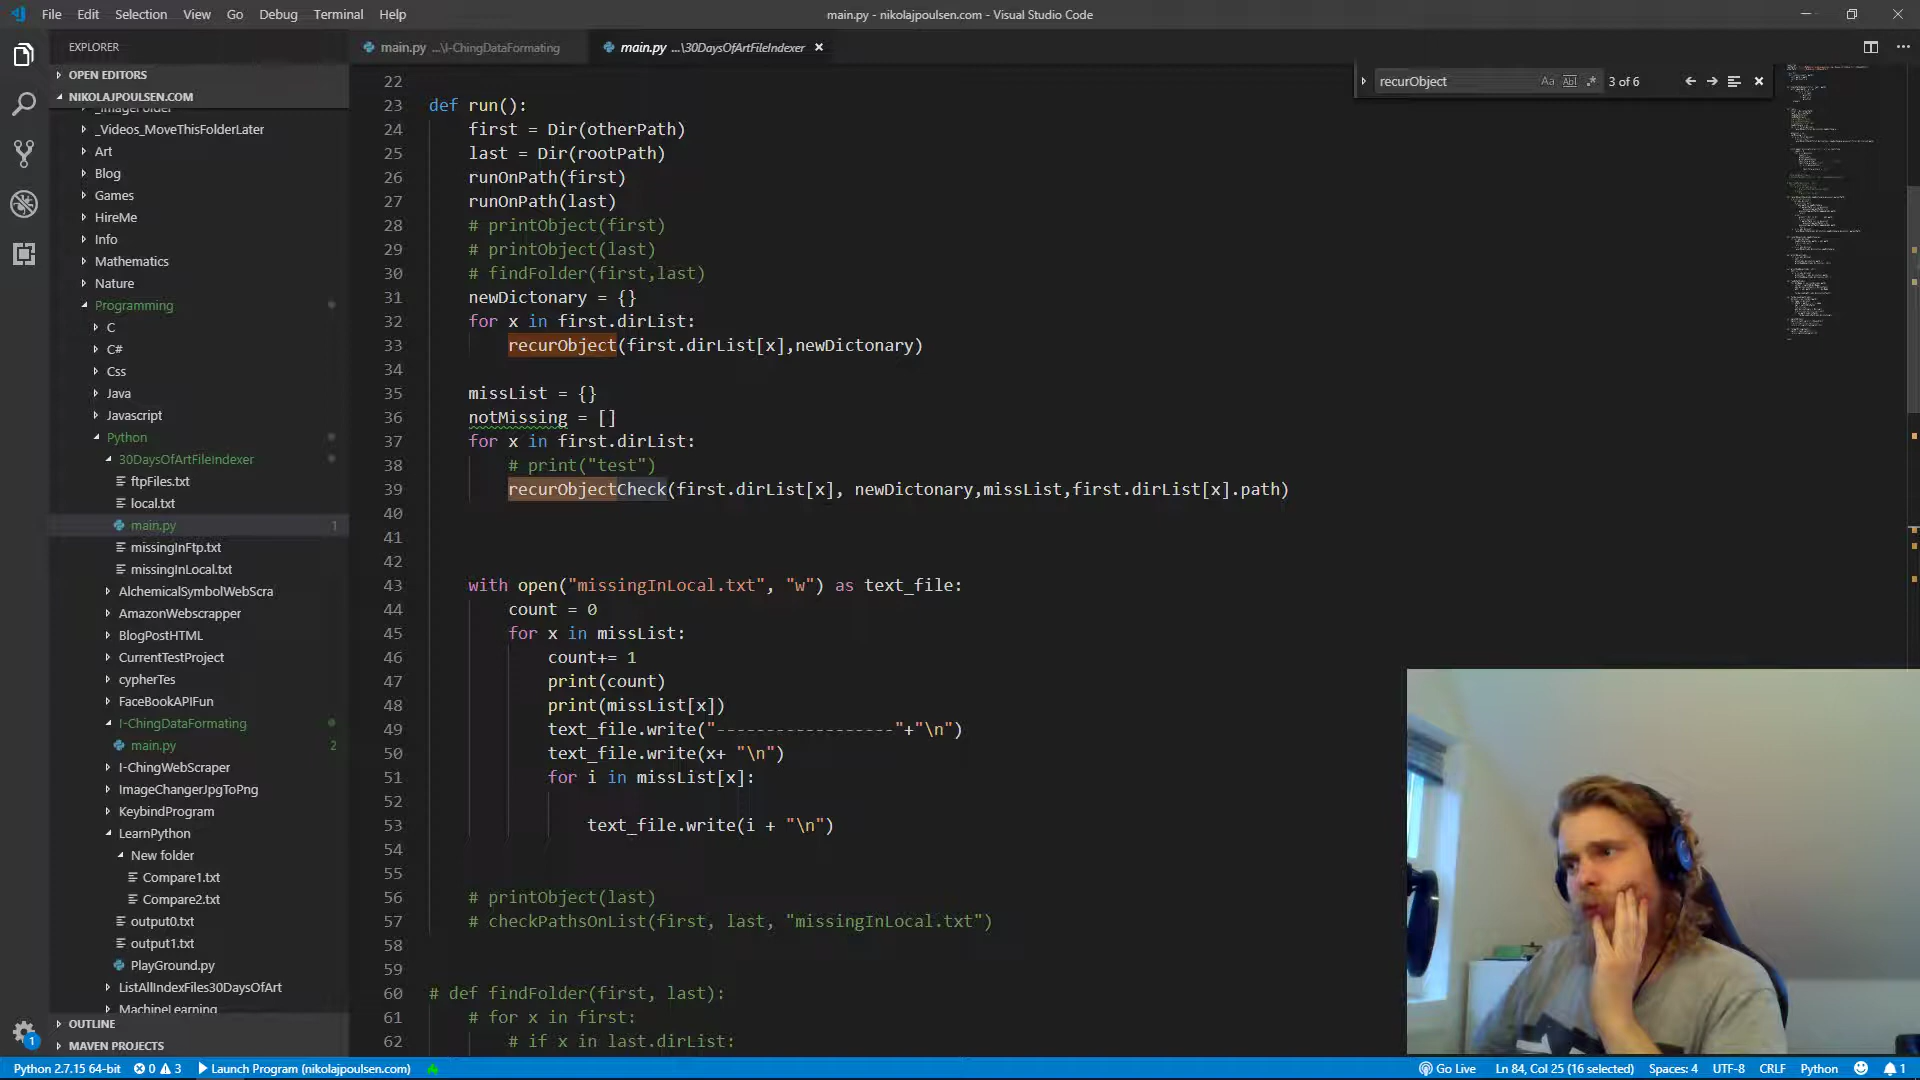 File Edit Selection View Go Debug Terminal Help
main.py - nikolajpoulsen.com - Visual Studio Code
EXPLORER
OPEN EDITORS
NIKOLAJPOULSEN.COM
_ImageFolder
_Videos_MoveThisFolderLater
Art
Blog
Games
HireMe
Info
Mathematics
Nature
Programming
C
C#
Css
Java
Javascript
Python
30DaysOfArtFileIndexer
ftpFiles.txt
local.txt
main.py 1
missingInFtp.txt
missingInLocal.txt
AlchemicalSymbolWebScra
AmazonWebscrapper
BlogPostHTML
CurrentTestProject
cypherTes
FaceBookAPIFun
I-ChingDataFormating
main.py 2
I-ChingWebScraper
ImageChangerJpgToPng
KeybindProgram
LearnPython
New folder
Compare1.txt
Compare2.txt
output0.txt
output1.txt
PlayGround.py
ListAllIndexFiles30DaysOfArt
MachineLearning
OUTLINE
MAVEN PROJECTS
1
main.py ...\I-ChingDataFormating
main.py ...\30DaysOfArtFileIndexer
recurObject Aa Abl .* 3 of 6
22
23 def run():
24 first = Dir(otherPath)
25 last = Dir(rootPath)
26 runOnPath(first)
27 runOnPath(last)
28 # printObject(first)
29 # printObject(last)
30 # findFolder(first,last)
31 newDictonary = {}
32 for x in first.dirList:
33 recurObject(first.dirList[x],newDictonary)
34
35 missList = {}
36 notMissing = []
37 for x in first.dirList:
38 # print("test")
39 recurObjectCheck(first.dirList[x], newDictonary,missList,first.dirList[x].path)
40
41
42
43 with open("missingInLocal.txt", "w") as text_file:
44 count = 0
45 for x in missList:
46 count+= 1
47 print(count)
48 print(missList[x])
49 text_file.write("------------------"+"\n")
50 text_file.write(x+ "\n")
51 for i in missList[x]:
52
53 text_file.write(i + "\n")
54
55
56 # printObject(last)
57 # checkPathsOnList(first, last, "missingInLocal.txt")
58
59
60 # def findFolder(first, last):
61 # for x in first:
62 # if x in last.dirList:
Python 2.7.15 64-bit 0 3 Launch Program (nikolajpoulsen.com)
Go Live Ln 84, Col 25 (16 selected) Spaces: 4 UTF-8 CRLF Python 1